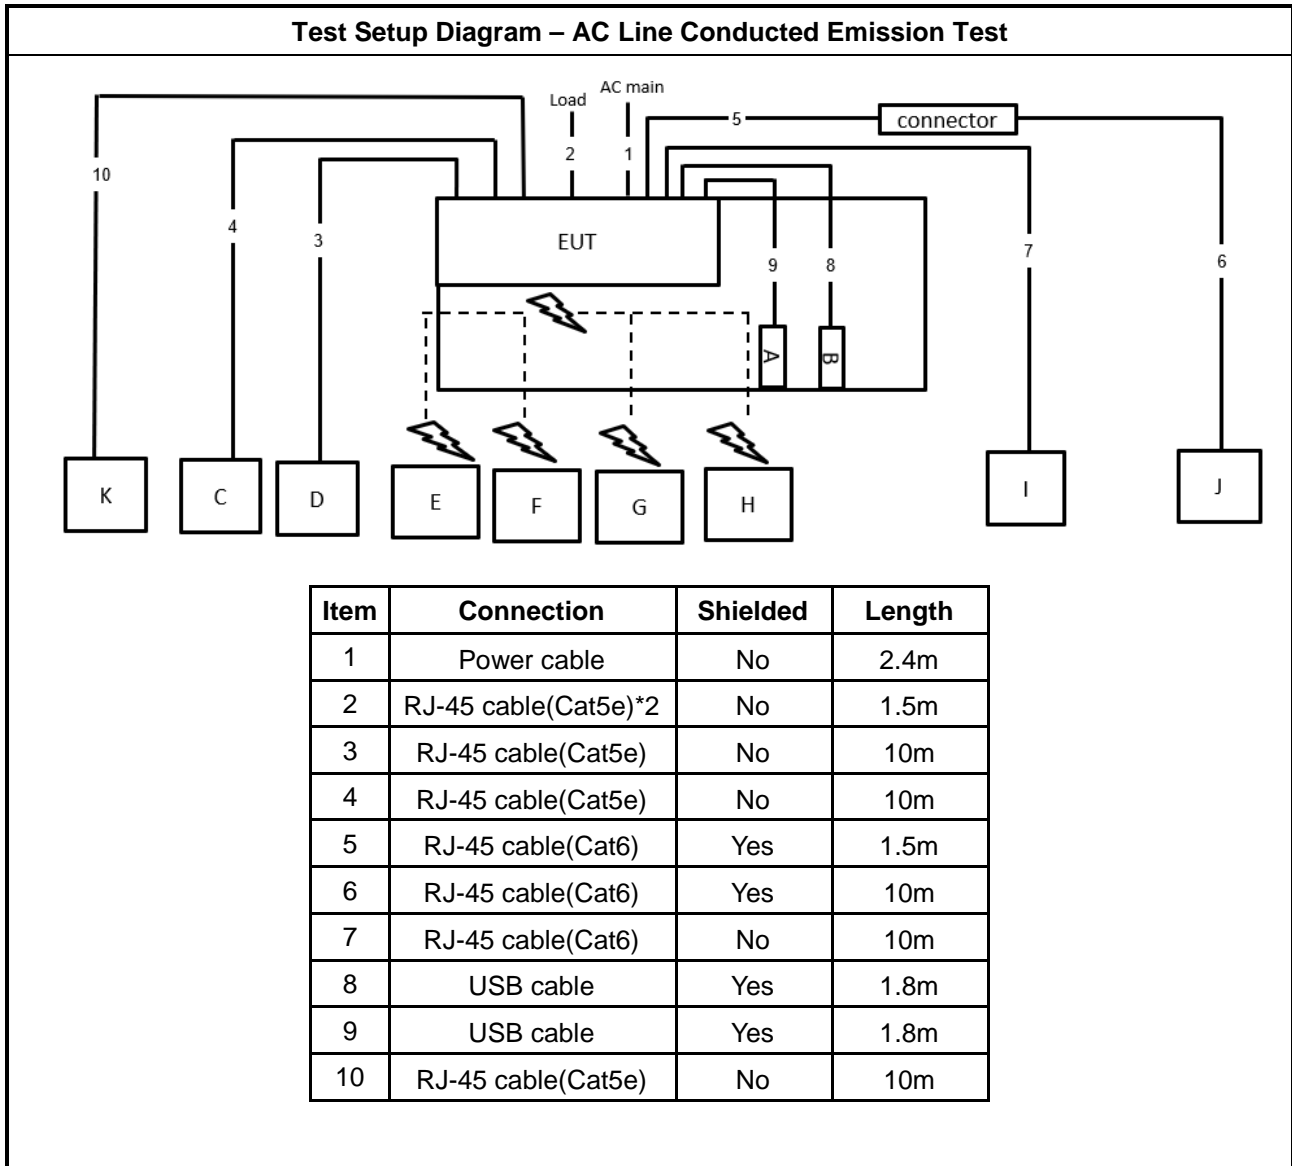 Test Setup Diagram – AC Line Conducted Emission Test
Load
AC main
10
4
3
2
1
5
connector
EUT
9
8
7
6
A
B
K
C
D
E
F
G
H
I
J
Item Connection Shielded Length
1 Power cable No 2.4m
2 RJ-45 cable(Cat5e)*2 No 1.5m
3 RJ-45 cable(Cat5e) No 10m
4 RJ-45 cable(Cat5e) No 10m
5 RJ-45 cable(Cat6) Yes 1.5m
6 RJ-45 cable(Cat6) Yes 10m
7 RJ-45 cable(Cat6) No 10m
8 USB cable Yes 1.8m
9 USB cable Yes 1.8m
10 RJ-45 cable(Cat5e) No 10m